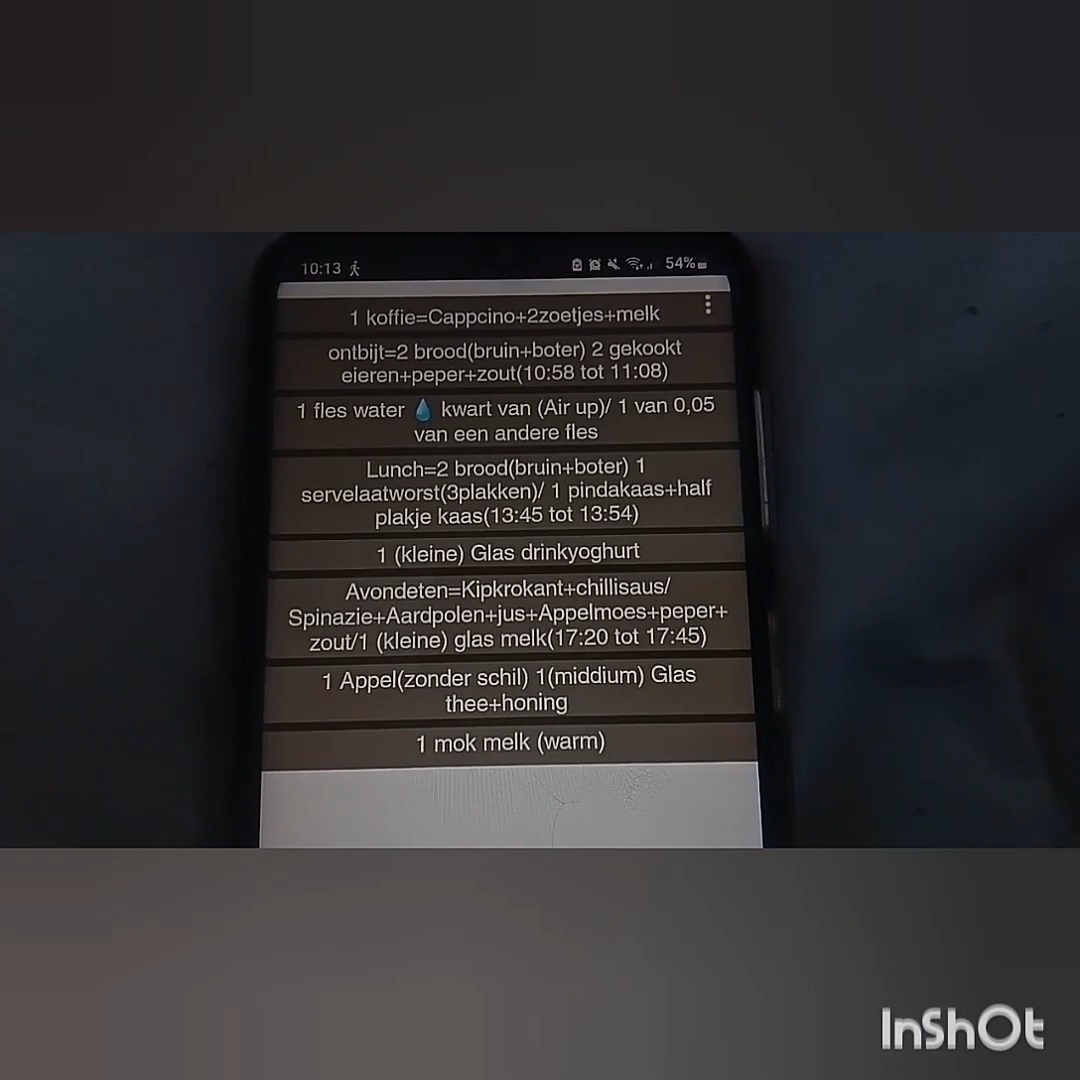 10:13 54%
1 koffie=Cappcino+2zoetjes+melk
ontbijt=2 brood(bruin+boter) 2 gekookt
eieren+peper+zout(10:58 tot 11:08)
1 fles water 💧 kwart van (Air up)/ 1 van 0,05
van een andere fles
Lunch=2 brood(bruin+boter) 1
servelaatworst(3plakken)/ 1 pindakaas+half
plakje kaas(13:45 tot 13:54)
1 (kleine) Glas drinkyoghurt
Avondeten=Kipkrokant+chillisaus/
Spinazie+Aardpolen+jus+Appelmoes+peper+
zout/1 (kleine) glas melk(17:20 tot 17:45)
1 Appel(zonder schil) 1(middium) Glas
thee+honing
1 mok melk (warm)
InShOt